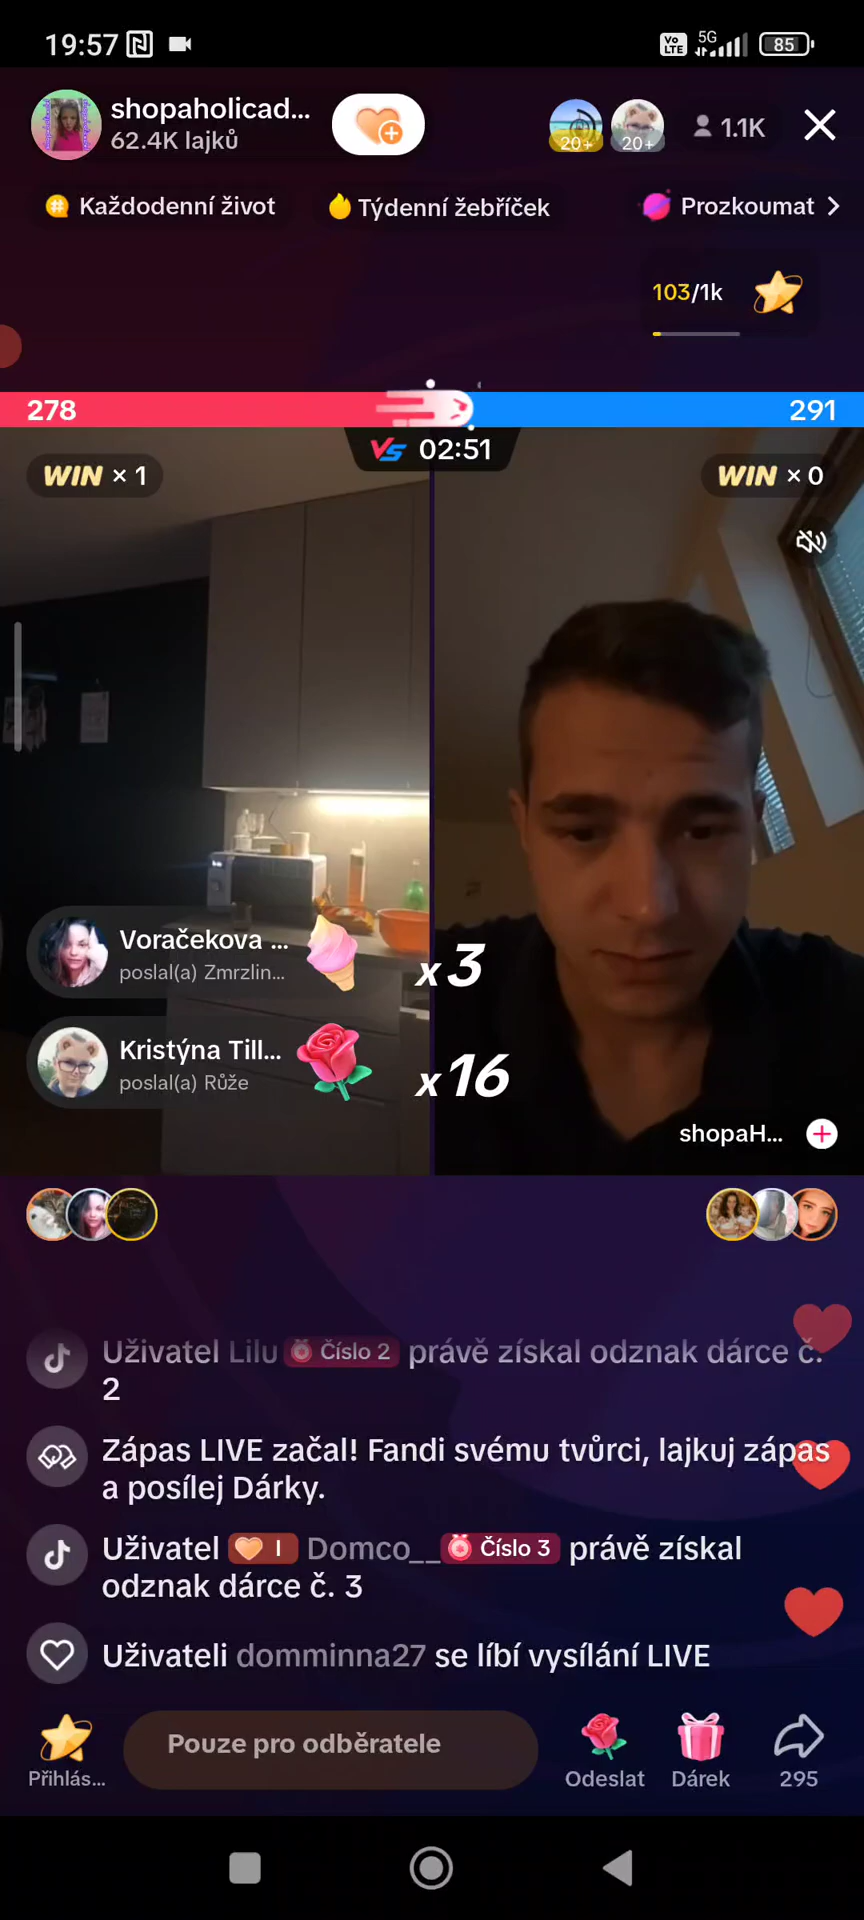 19:57
Vo LTE 5G 85
shopaholicad...
62.4K lajků
20+ 20+ 1.1K
Každodenní život Týdenní žebříček Prozkoumat
103/1k
278 291
VS 02:51
WIN × 1 WIN × 0
Voračekova ...
poslal(a) Zmrzlin...
x3
Kristýna Till...
poslal(a) Růže
x16
shopaH...
Uživatel Lilu Číslo 2 právě získal odznak dárce č.
2
Zápas LIVE začal! Fandi svému tvůrci, lajkuj zápas
a posílej Dárky.
Uživatel I Domco__ Číslo 3 právě získal
odznak dárce č. 3
Uživateli domminna27 se líbí vysílání LIVE
Pouze pro odběratele
Přihlás... Odeslat Dárek 295